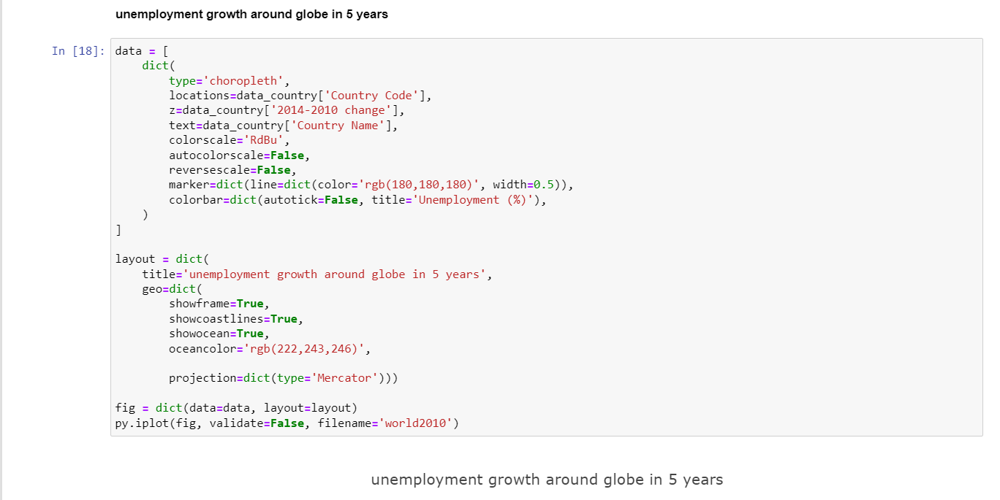 unemployment growth around globe in 5 years
In [18]: data = [
    dict(
        type='choropleth',
        locations=data_country['Country Code'],
        z=data_country['2014-2010 change'],
        text=data_country['Country Name'],
        colorscale='RdBu',
        autocolorscale=False,
        reversescale=False,
        marker=dict(line=dict(color='rgb(180,180,180)', width=0.5)),
        colorbar=dict(autotick=False, title='Unemployment (%)'),
    )
]
layout = dict(
    title='unemployment growth around globe in 5 years',
    geo=dict(
        showframe=True,
        showcoastlines=True,
        showocean=True,
        oceancolor='rgb(222,243,246)',
        projection=dict(type='Mercator')))
fig = dict(data=data, layout=layout)
py.iplot(fig, validate=False, filename='world2010')
unemployment growth around globe in 5 years